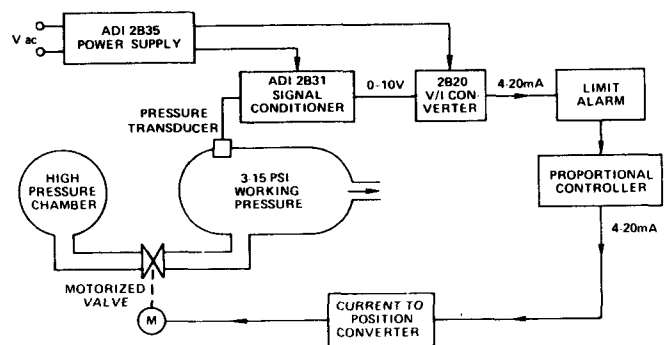 V ac
ADI 2B35
POWER SUPPLY
ADI 2B31
SIGNAL
CONDITIONER
0-10V
2B20
V/I CON-
VERTER
4-20mA
LIMIT
ALARM
PRESSURE
TRANSDUCER
HIGH
PRESSURE
CHAMBER
3-15 PSI
WORKING
PRESSURE
PROPORTIONAL
CONTROLLER
4-20mA
MOTORIZED
VALVE
M
CURRENT TO
POSITION
CONVERTER